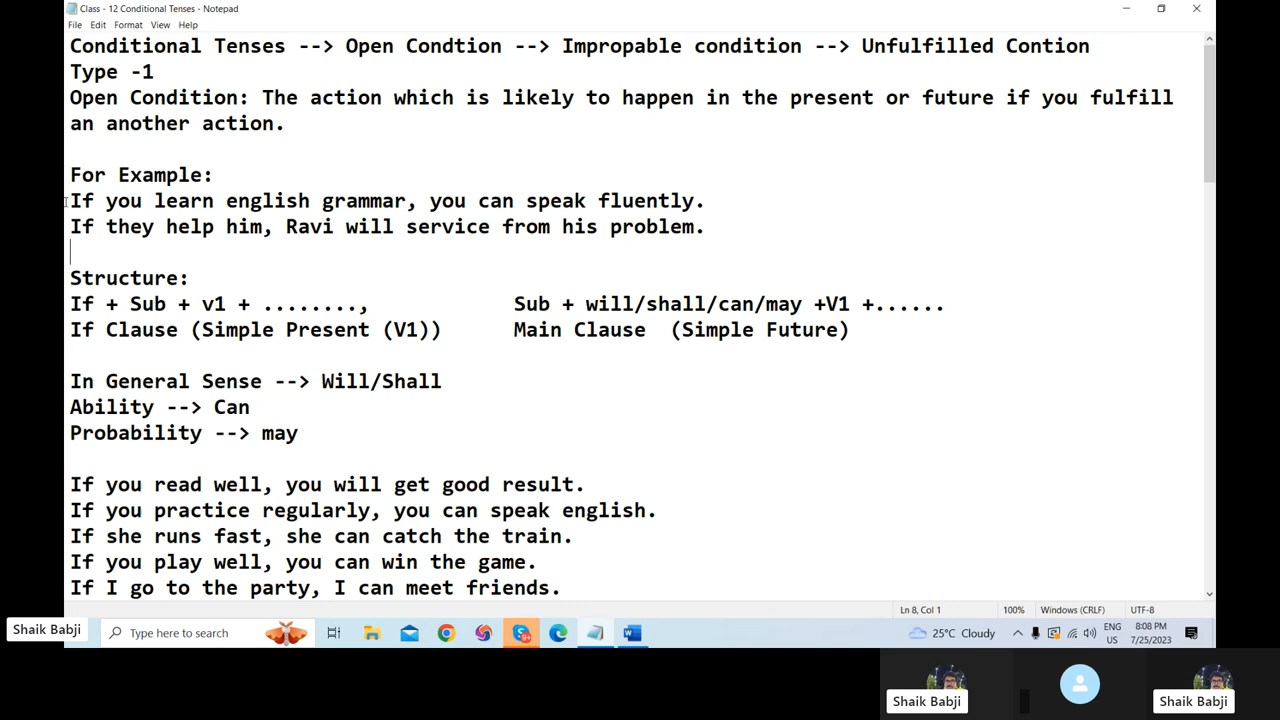 Class - 12 Conditional Tenses - Notepad
File Edit Format View Help
Conditional Tenses --> Open Condtion --> Impropable condition --> Unfulfilled Contion
Type -1
Open Condition: The action which is likely to happen in the present or future if you fulfill
an another action.
For Example:
If you learn english grammar, you can speak fluently.
If they help him, Ravi will service from his problem.
Structure:
If + Sub + v1 + ........, Sub + will/shall/can/may +V1 +......
If Clause (Simple Present (V1)) Main Clause (Simple Future)
In General Sense --> Will/Shall
Ability --> Can
Probability --> may
If you read well, you will get good result.
If you practice regularly, you can speak english.
If she runs fast, she can catch the train.
If you play well, you can win the game.
If I go to the party, I can meet friends.
Ln 8, Col 1 100% Windows (CRLF) UTF-8
Shaik Babji
Type here to search
25°C Cloudy
ENG
US
8:08 PM
7/25/2023
Shaik Babji
Shaik Babji